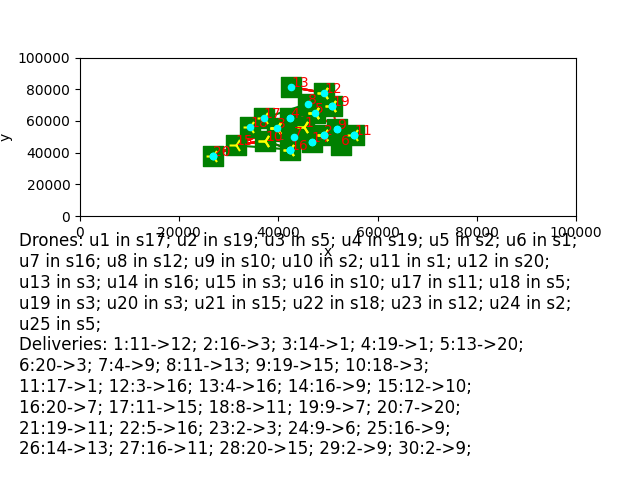 100000
80000
60000
40000
20000
0
y
0 20000 40000 60000 80000 100000
x
Drones: u1 in s17; u2 in s19; u3 in s5; u4 in s19; u5 in s2; u6 in s1;
u7 in s16; u8 in s12; u9 in s10; u10 in s2; u11 in s1; u12 in s20;
u13 in s3; u14 in s16; u15 in s3; u16 in s10; u17 in s11; u18 in s5;
u19 in s3; u20 in s3; u21 in s15; u22 in s18; u23 in s12; u24 in s2;
u25 in s5;
Deliveries: 1:11->12; 2:16->3; 3:14->1; 4:19->1; 5:13->20;
6:20->3; 7:4->9; 8:11->13; 9:19->15; 10:18->3;
11:17->1; 12:3->16; 13:4->16; 14:16->9; 15:12->10;
16:20->7; 17:11->15; 18:8->11; 19:9->7; 20:7->20;
21:19->11; 22:5->16; 23:2->3; 24:9->6; 25:16->9;
26:14->13; 27:16->11; 28:20->15; 29:2->9; 30:2->9;